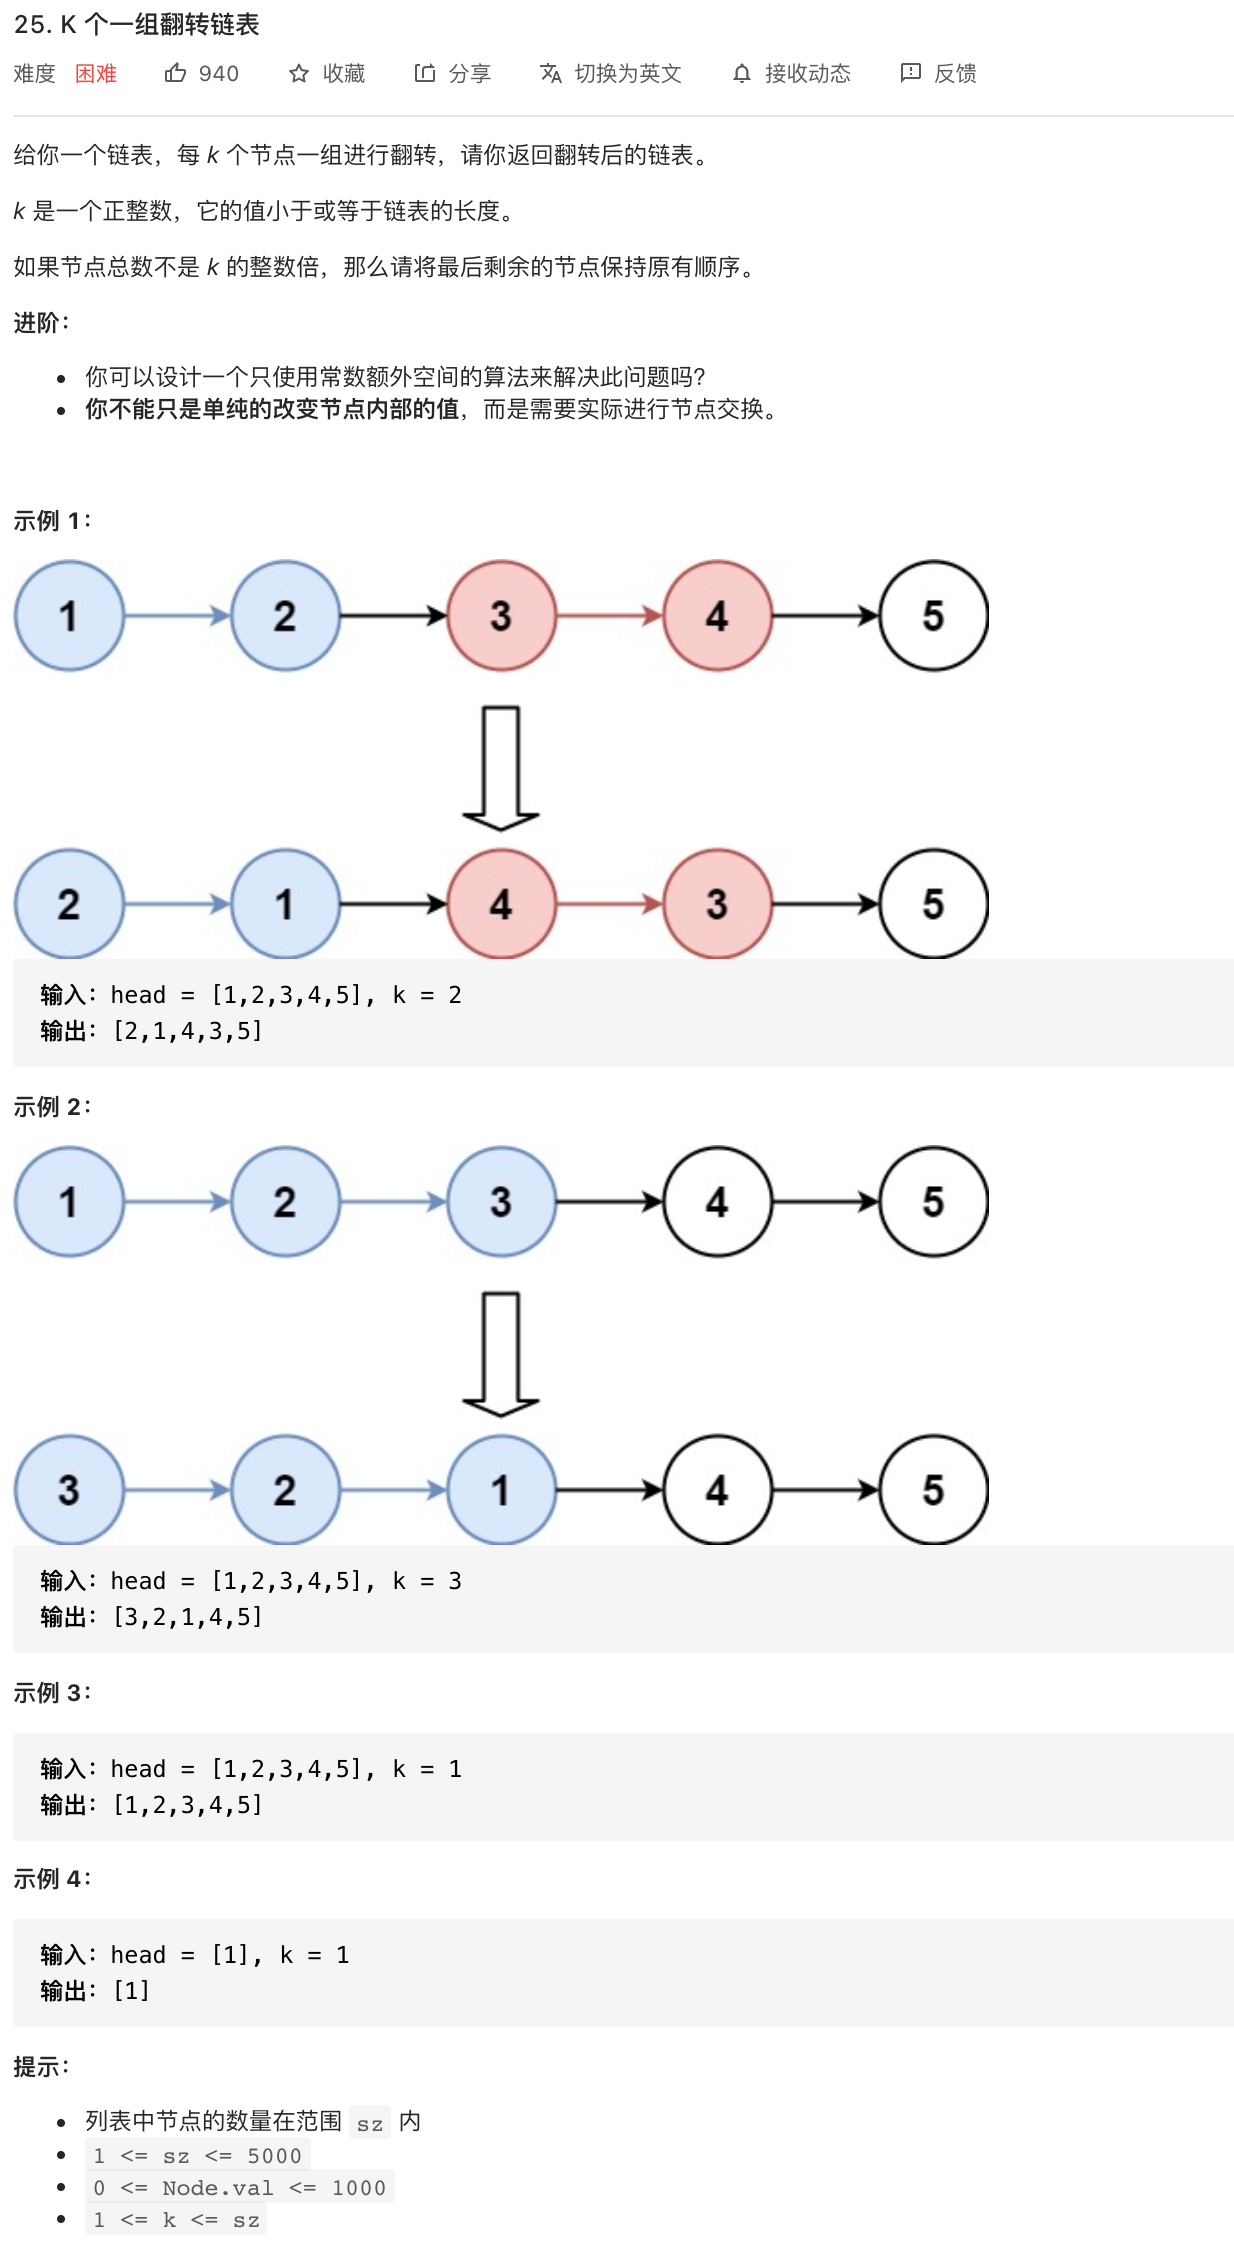 25. K 个一组翻转链表
难度 困难 940 收藏 分享 切换为英文 接收动态 反馈
给你一个链表，每 k 个节点一组进行翻转，请你返回翻转后的链表。
k 是一个正整数，它的值小于或等于链表的长度。
如果节点总数不是 k 的整数倍，那么请将最后剩余的节点保持原有顺序。
进阶：
你可以设计一个只使用常数额外空间的算法来解决此问题吗？
你不能只是单纯的改变节点内部的值，而是需要实际进行节点交换。
示例 1：
1 2 3 4 5
2 1 4 3 5
输入：head = [1,2,3,4,5], k = 2
输出：[2,1,4,3,5]
示例 2：
1 2 3 4 5
3 2 1 4 5
输入：head = [1,2,3,4,5], k = 3
输出：[3,2,1,4,5]
示例 3：
输入：head = [1,2,3,4,5], k = 1
输出：[1,2,3,4,5]
示例 4：
输入：head = [1], k = 1
输出：[1]
提示：
列表中节点的数量在范围 sz 内
1 <= sz <= 5000
0 <= Node.val <= 1000
1 <= k <= sz